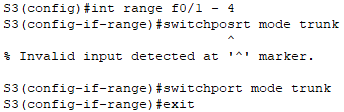 S3(config)#int range f0/1 - 4
S3(config-if-range)#switchposrt mode trunk
^
% Invalid input detected at '^' marker.
S3(config-if-range)#switchport mode trunk
S3(config-if-range)#exit